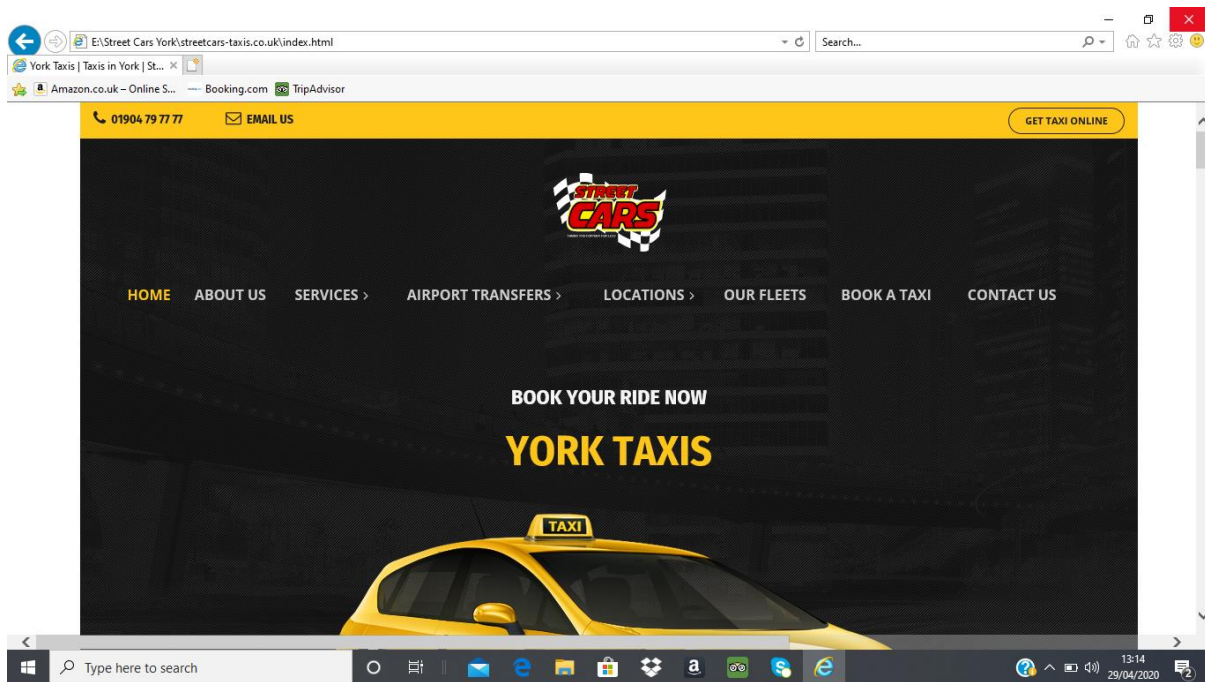 E:\Street Cars York\streetcars-taxis.co.uk\index.html
Search...
York Taxis | Taxis in York | St...
Amazon.co.uk – Online S... Booking.com TripAdvisor
01904 79 77 77 EMAIL US GET TAXI ONLINE
STREET
CARS
HOME ABOUT US SERVICES > AIRPORT TRANSFERS > LOCATIONS > OUR FLEETS BOOK A TAXI CONTACT US
BOOK YOUR RIDE NOW
YORK TAXIS
TAXI
Type here to search
13:14
29/04/2020
2